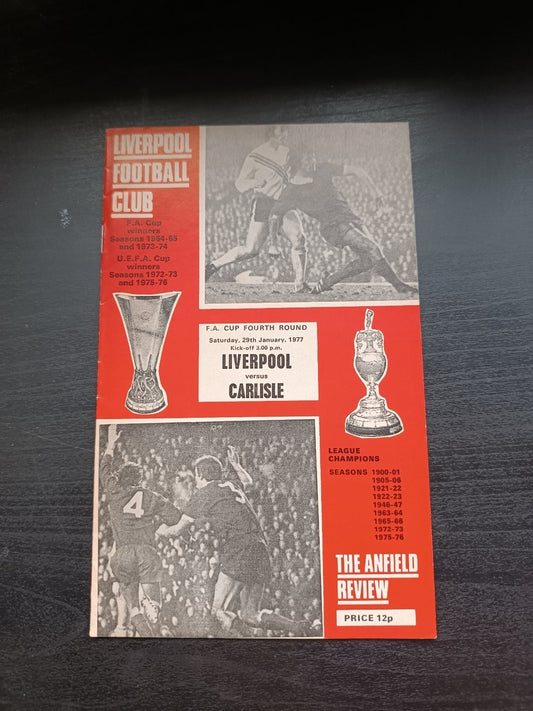 LIVERPOOL
FOOTBALL
CLUB
F.A. Cup
winners
Seasons 1964-65
and 1973-74
U.E.F.A. Cup
winners
Seasons 1972-73
and 1975-76
F.A. CUP FOURTH ROUND
Saturday, 29th January, 1977
Kick-off 3.00 p.m.
LIVERPOOL
versus
CARLISLE
4
LEAGUE
CHAMPIONS
SEASONS 1900-01
1905-06
1921-22
1922-23
1946-47
1963-64
1965-66
1972-73
1975-76
THE ANFIELD
REVIEW
PRICE 12p